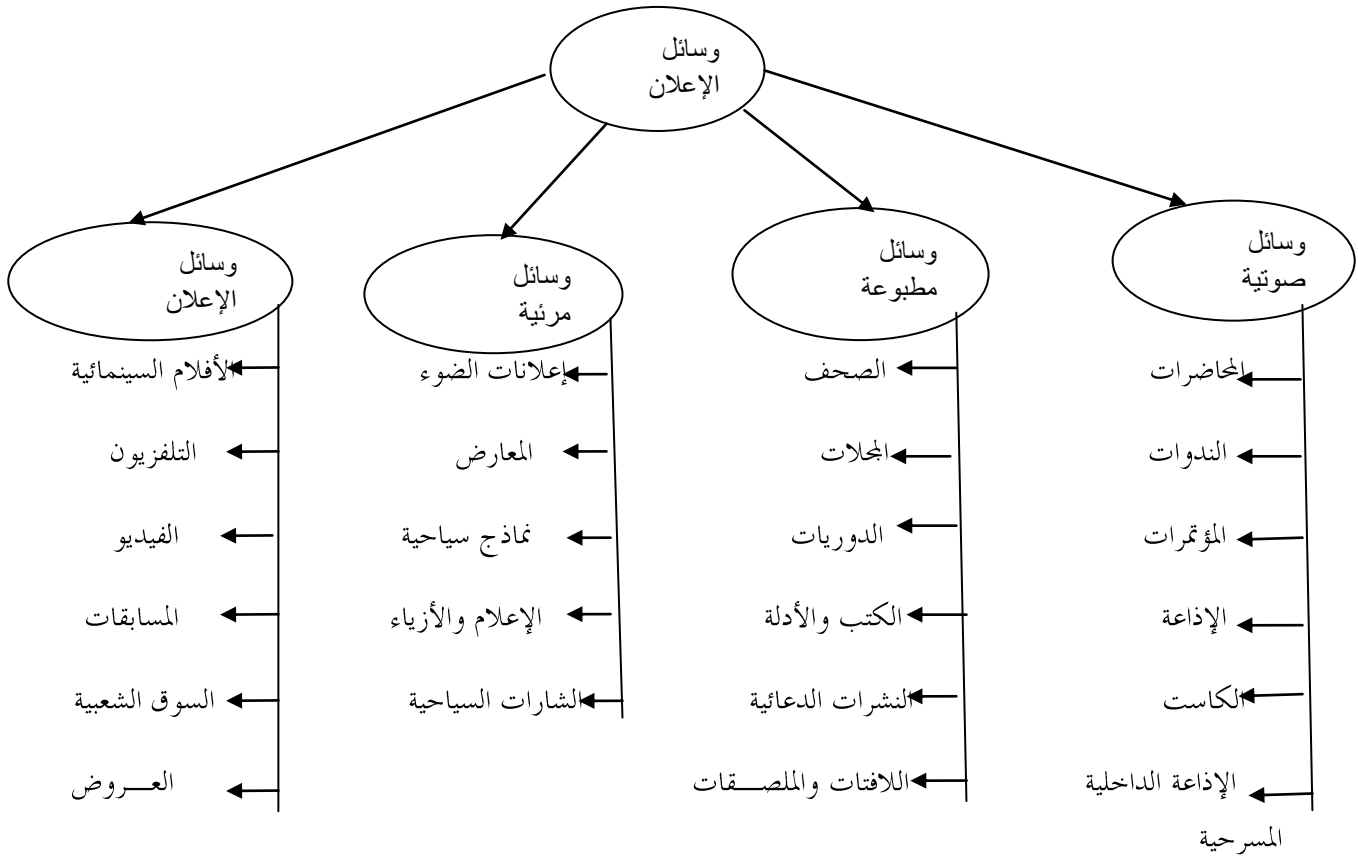 وسائل
الإعلان
وسائل
صوتية
وسائل
مطبوعة
وسائل
مرئية
وسائل
الإعلان
المحاضرات
الصحف
إعلانات الضوء
الأفلام السينمائية
الندوات
المجلات
المعارض
التلفزيون
المؤتمرات
الدوريات
نماذج سياحية
الفيديو
الإذاعة
الكتب والأدلة
الإعلام والأزياء
المسابقات
الكاست
النشرات الدعائية
الشارات السياحية
السوق الشعبية
الإذاعة الداخلية
اللافتات والملصـــقات
العـــروض
المسرحية